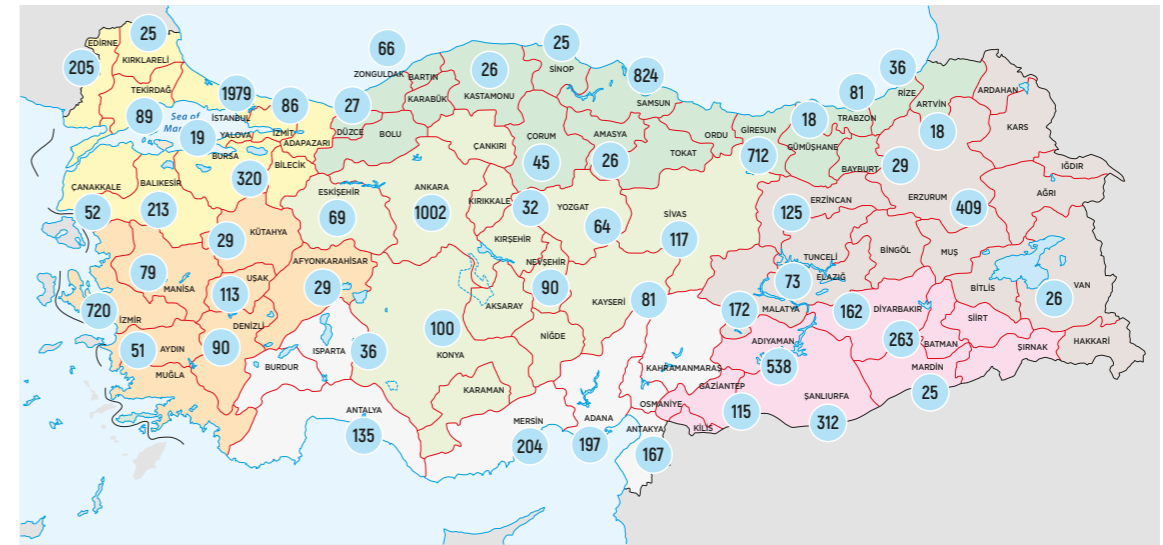 25
EDİRNE
KIRKLARELİ
205
TEKİRDAĞ
89
Sea of
Mar
1979
İSTANBUL
19
YALOVA
86
İZMİT
ADAPAZARI
BURSA
BİLECİK
320
ÇANAKKALE
BALIKESİR
52
213
66
ZONGULDAK
BARTIN
KARABÜK
27
DÜZCE
BOLU
26
KASTAMONU
25
SİNOP
824
SAMSUN
ÇANKIRI
ÇORUM
45
AMASYA
26
TOKAT
ORDU
GİRESUN
712
18
GÜMÜŞHANE
81
TRABZON
36
RİZE
ARTVİN
18
BAYBURT
29
ARDAHAN
KARS
IĞDIR
AĞRI
ERZURUM
409
ERZİNCAN
125
ESKİŞEHİR
69
ANKARA
1002
KIRIKKALE
32
YOZGAT
64
KIRŞEHİR
SİVAS
117
29
KÜTAHYA
AFYONKARAHİSAR
29
UŞAK
113
79
MANİSA
720
İZMİR
DENİZLİ
90
51
AYDIN
MUĞLA
BURDUR
ISPARTA
36
ANTALYA
135
100
KONYA
AKSARAY
NEVŞEHİR
90
KAYSERİ
81
NİĞDE
KARAMAN
MERSİN
204
ADANA
197
ANTAKYA
167
OSMANİYE
KAHRAMANMARAŞ
GAZİANTEP
115
KİLİS
ADIYAMAN
538
ŞANLIURFA
312
172
MALATYA
TUNCELİ
73
ELAZIĞ
BİNGÖL
MUŞ
BİTLİS
VAN
26
162
DİYARBAKIR
263
BATMAN
SİİRT
MARDİN
25
ŞIRNAK
HAKKARİ